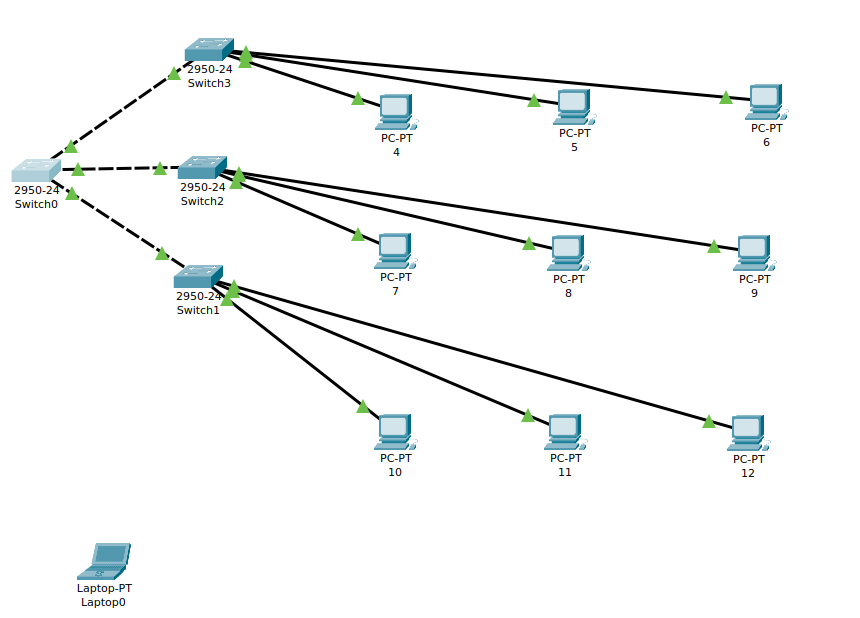 2950-24
Switch3
PC-PT
4
PC-PT
5
PC-PT
6
2950-24
Switch0
2950-24
Switch2
PC-PT
7
PC-PT
8
PC-PT
9
2950-24
Switch1
PC-PT
10
PC-PT
11
PC-PT
12
Laptop-PT
Laptop0